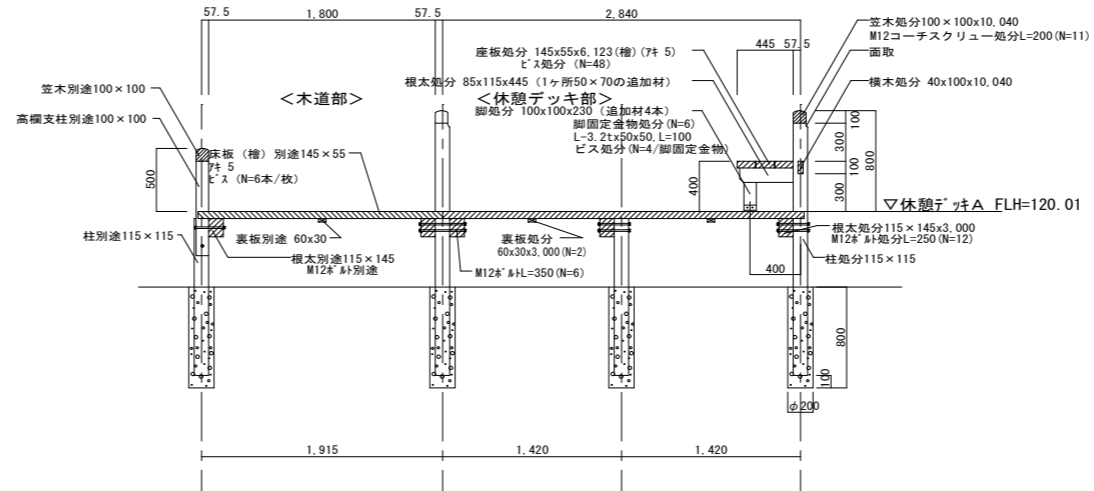 57.5
1,800
57.5
2,840
笠木処分100×100x10,040
M12コーチスクリュー処分L=200(N=11)
面取
横木処分 40x100x10,040
445
57.5
座板処分 145x55x6,123(檜)(ｱｷ 5)
ﾋﾞｽ処分 (N=48)
根太処分 85x115x445 (1ヶ所50×70の追加材)
<木道部>
<休憩デッキ部>
脚処分 100x100x230 (追加材4本)
脚固定金物処分(N=6)
L-3.2tx50x50,L=100
ビス処分(N=4/脚固定金物)
笠木別途100×100
高欄支柱別途100×100
床板 (檜) 別途145×55
ｱｷ 5
ﾋﾞｽ (N=6本/枚)
500
400
100
300
100
300
800
▽休憩ﾃﾞｯｷA FLH=120.01
柱別途115×115
裏板別途 60x30
根太別途115×145
M12ﾎﾞﾙﾄ別途
裏板処分
60x30x3,000(N=2)
M12ﾎﾞﾙﾄL=350(N=6)
400
根太処分115×145x3,000
M12ﾎﾞﾙﾄ処分L=250(N=12)
柱処分115×115
800
100
φ200
1,915
1,420
1,420